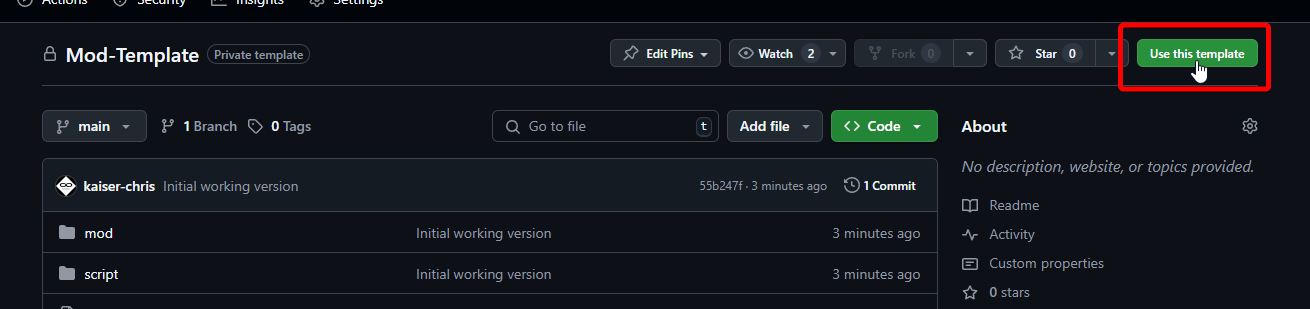 Actions Security Insights Settings
Mod-Template Private template Edit Pins Watch 2 Fork 0 Star 0 Use this template
main 1 Branch 0 Tags Go to file t Add file Code About
kaiser-chris Initial working version 55b247f · 3 minutes ago 1 Commit No description, website, or topics provided.
mod Initial working version 3 minutes ago
script Initial working version 3 minutes ago
Readme
Activity
Custom properties
0 stars